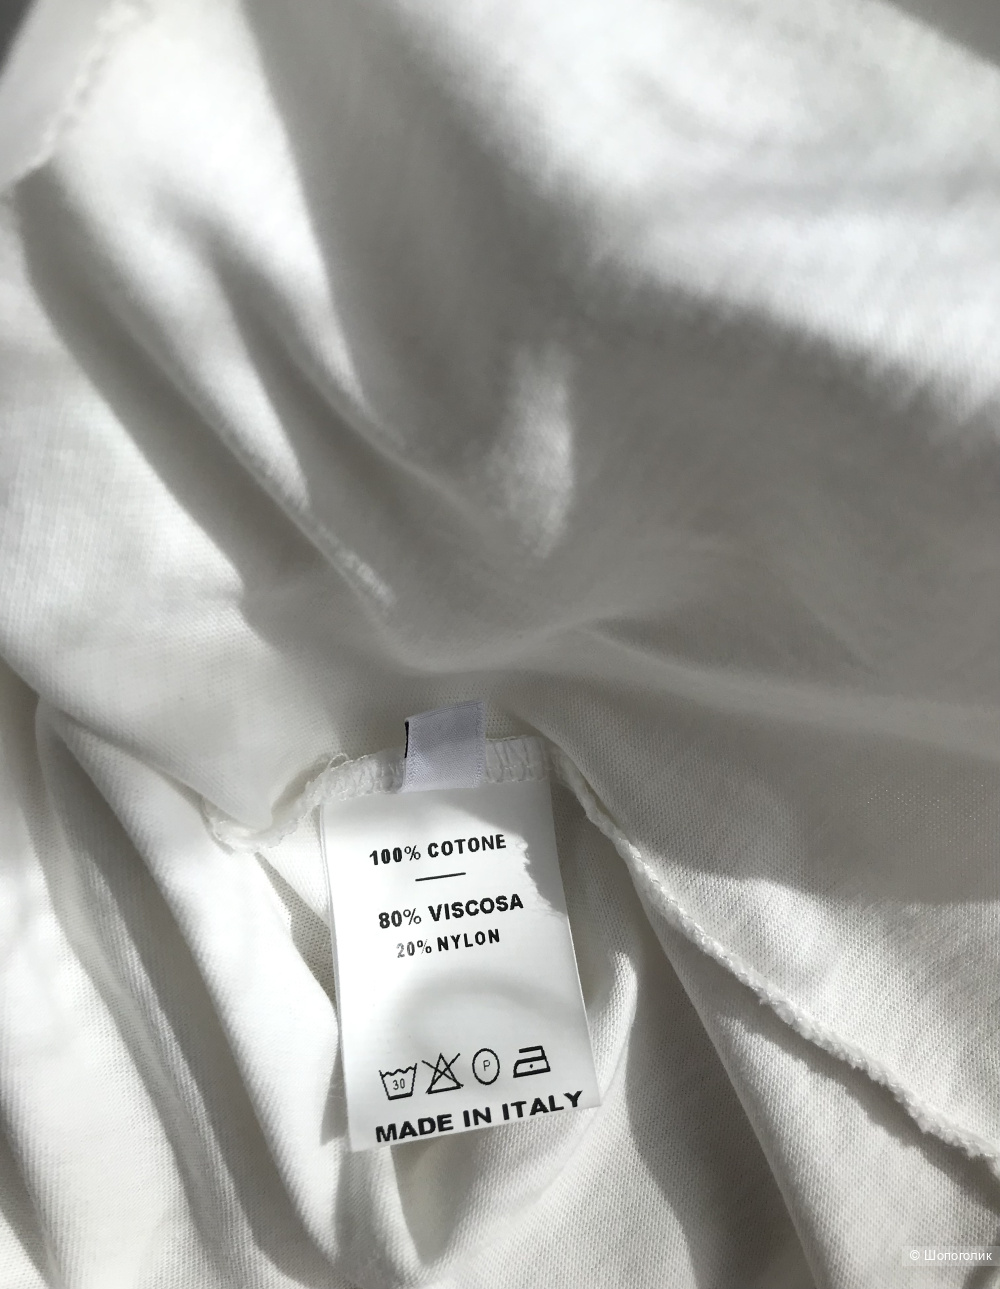 100% COTONE
80% VISCOSA
20% NYLON
30 P
MADE IN ITALY
© Шопоголик